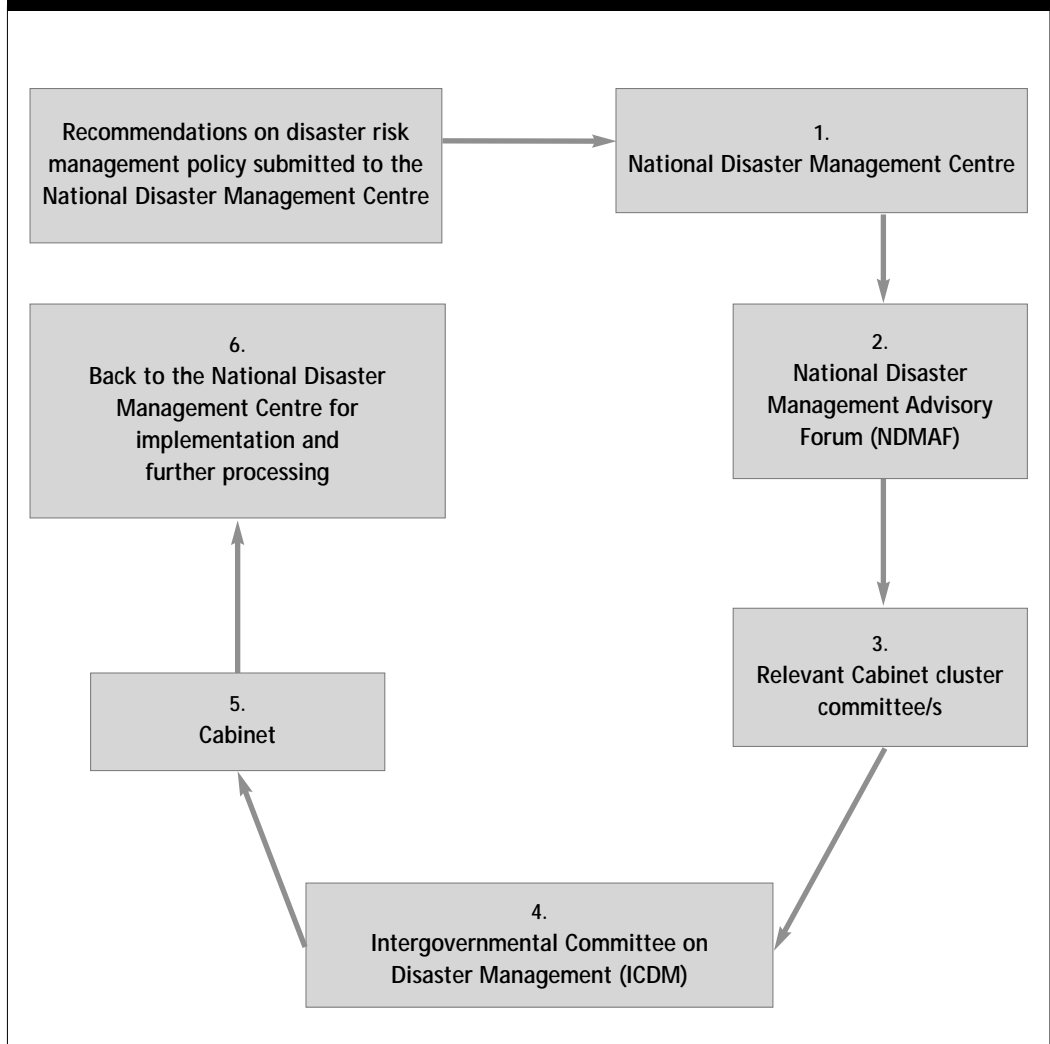 Recommendations on disaster risk
management policy submitted to the
National Disaster Management Centre
1.
National Disaster Management Centre
2.
National Disaster
Management Advisory
Forum (NDMAF)
3.
Relevant Cabinet cluster
committee/s
4.
Intergovernmental Committee on
Disaster Management (ICDM)
5.
Cabinet
6.
Back to the National Disaster
Management Centre for
implementation and
further processing